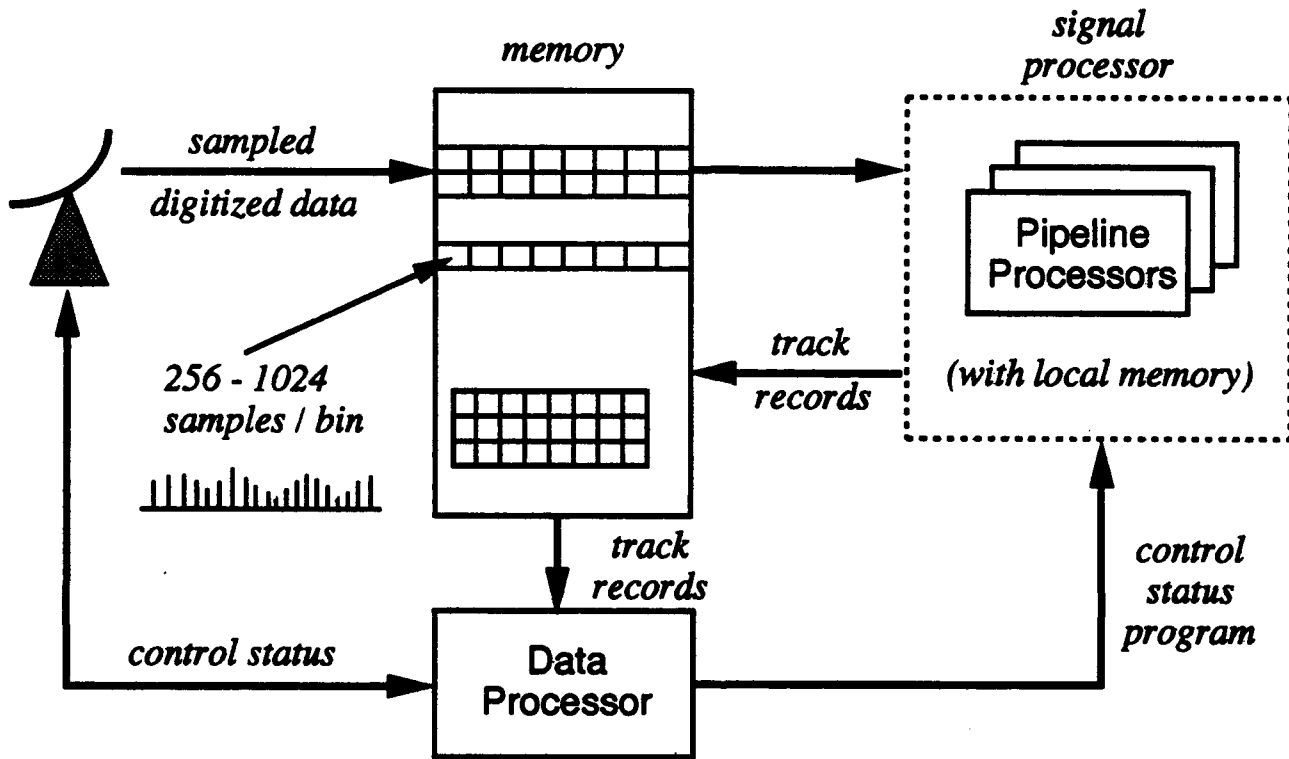 memory
signal
processor
sampled
digitized data
Pipeline
Processors
(with local memory)
256 - 1024
samples / bin
track
records
track
records
control
status
program
control status
Data
Processor